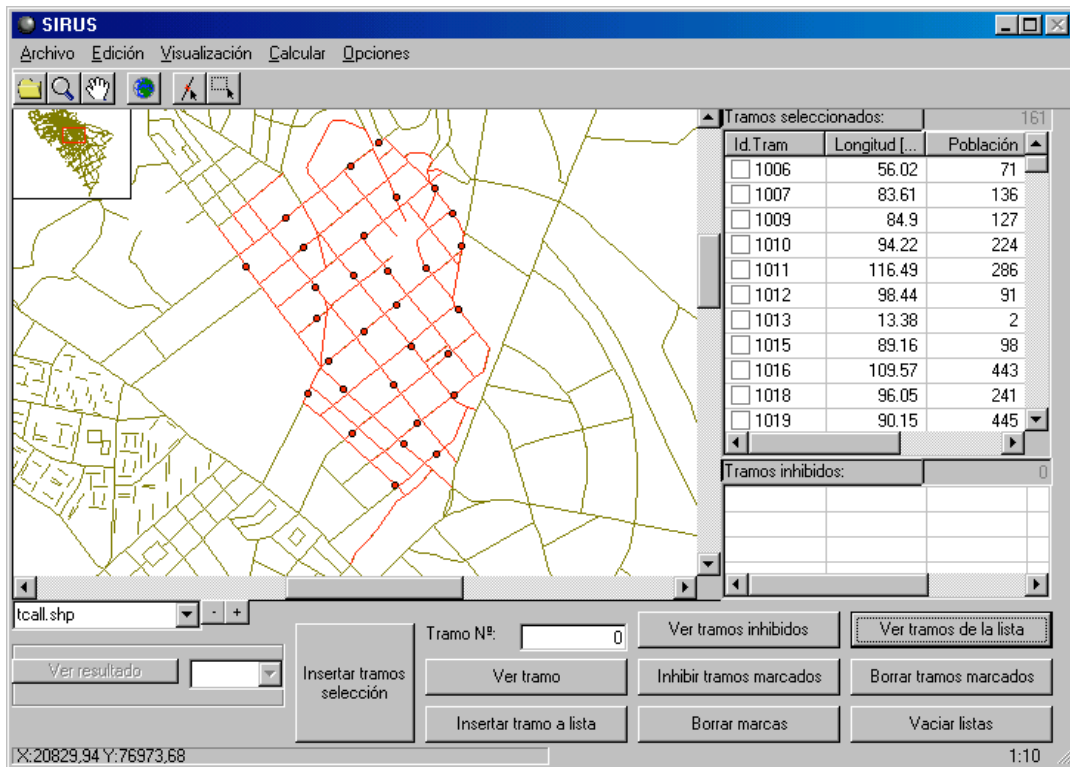 SIRUS
Archivo Edición Visualización Calcular Opciones
Tramos seleccionados: 161
Id.Tram Longitud [... Población
1006 56.02 71
1007 83.61 136
1009 84.9 127
1010 94.22 224
1011 116.49 286
1012 98.44 91
1013 13.38 2
1015 89.16 98
1016 109.57 443
1018 96.05 241
1019 90.15 445
Tramos inhibidos: 0
tcall.shp - +
Ver resultado
Insertar tramos
selección
Tramo Nº: 0
Ver tramo
Insertar tramo a lista
Ver tramos inhibidos
Inhibir tramos marcados
Borrar marcas
Ver tramos de la lista
Borrar tramos marcados
Vaciar listas
X:20829,94 Y:76973,68 1:10